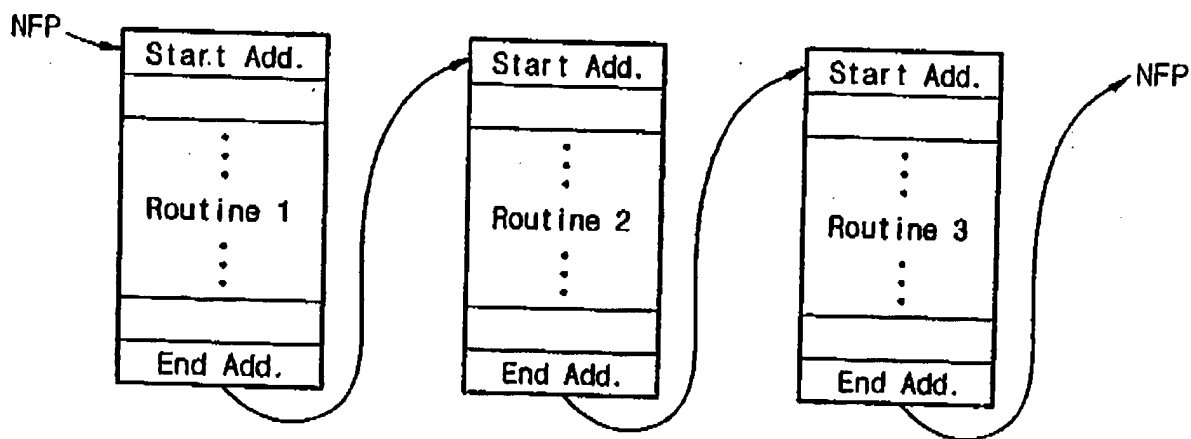 NFP
Start Add.
Routine 1
End Add.
Start Add.
Routine 2
End Add.
Start Add.
Routine 3
End Add.
NFP